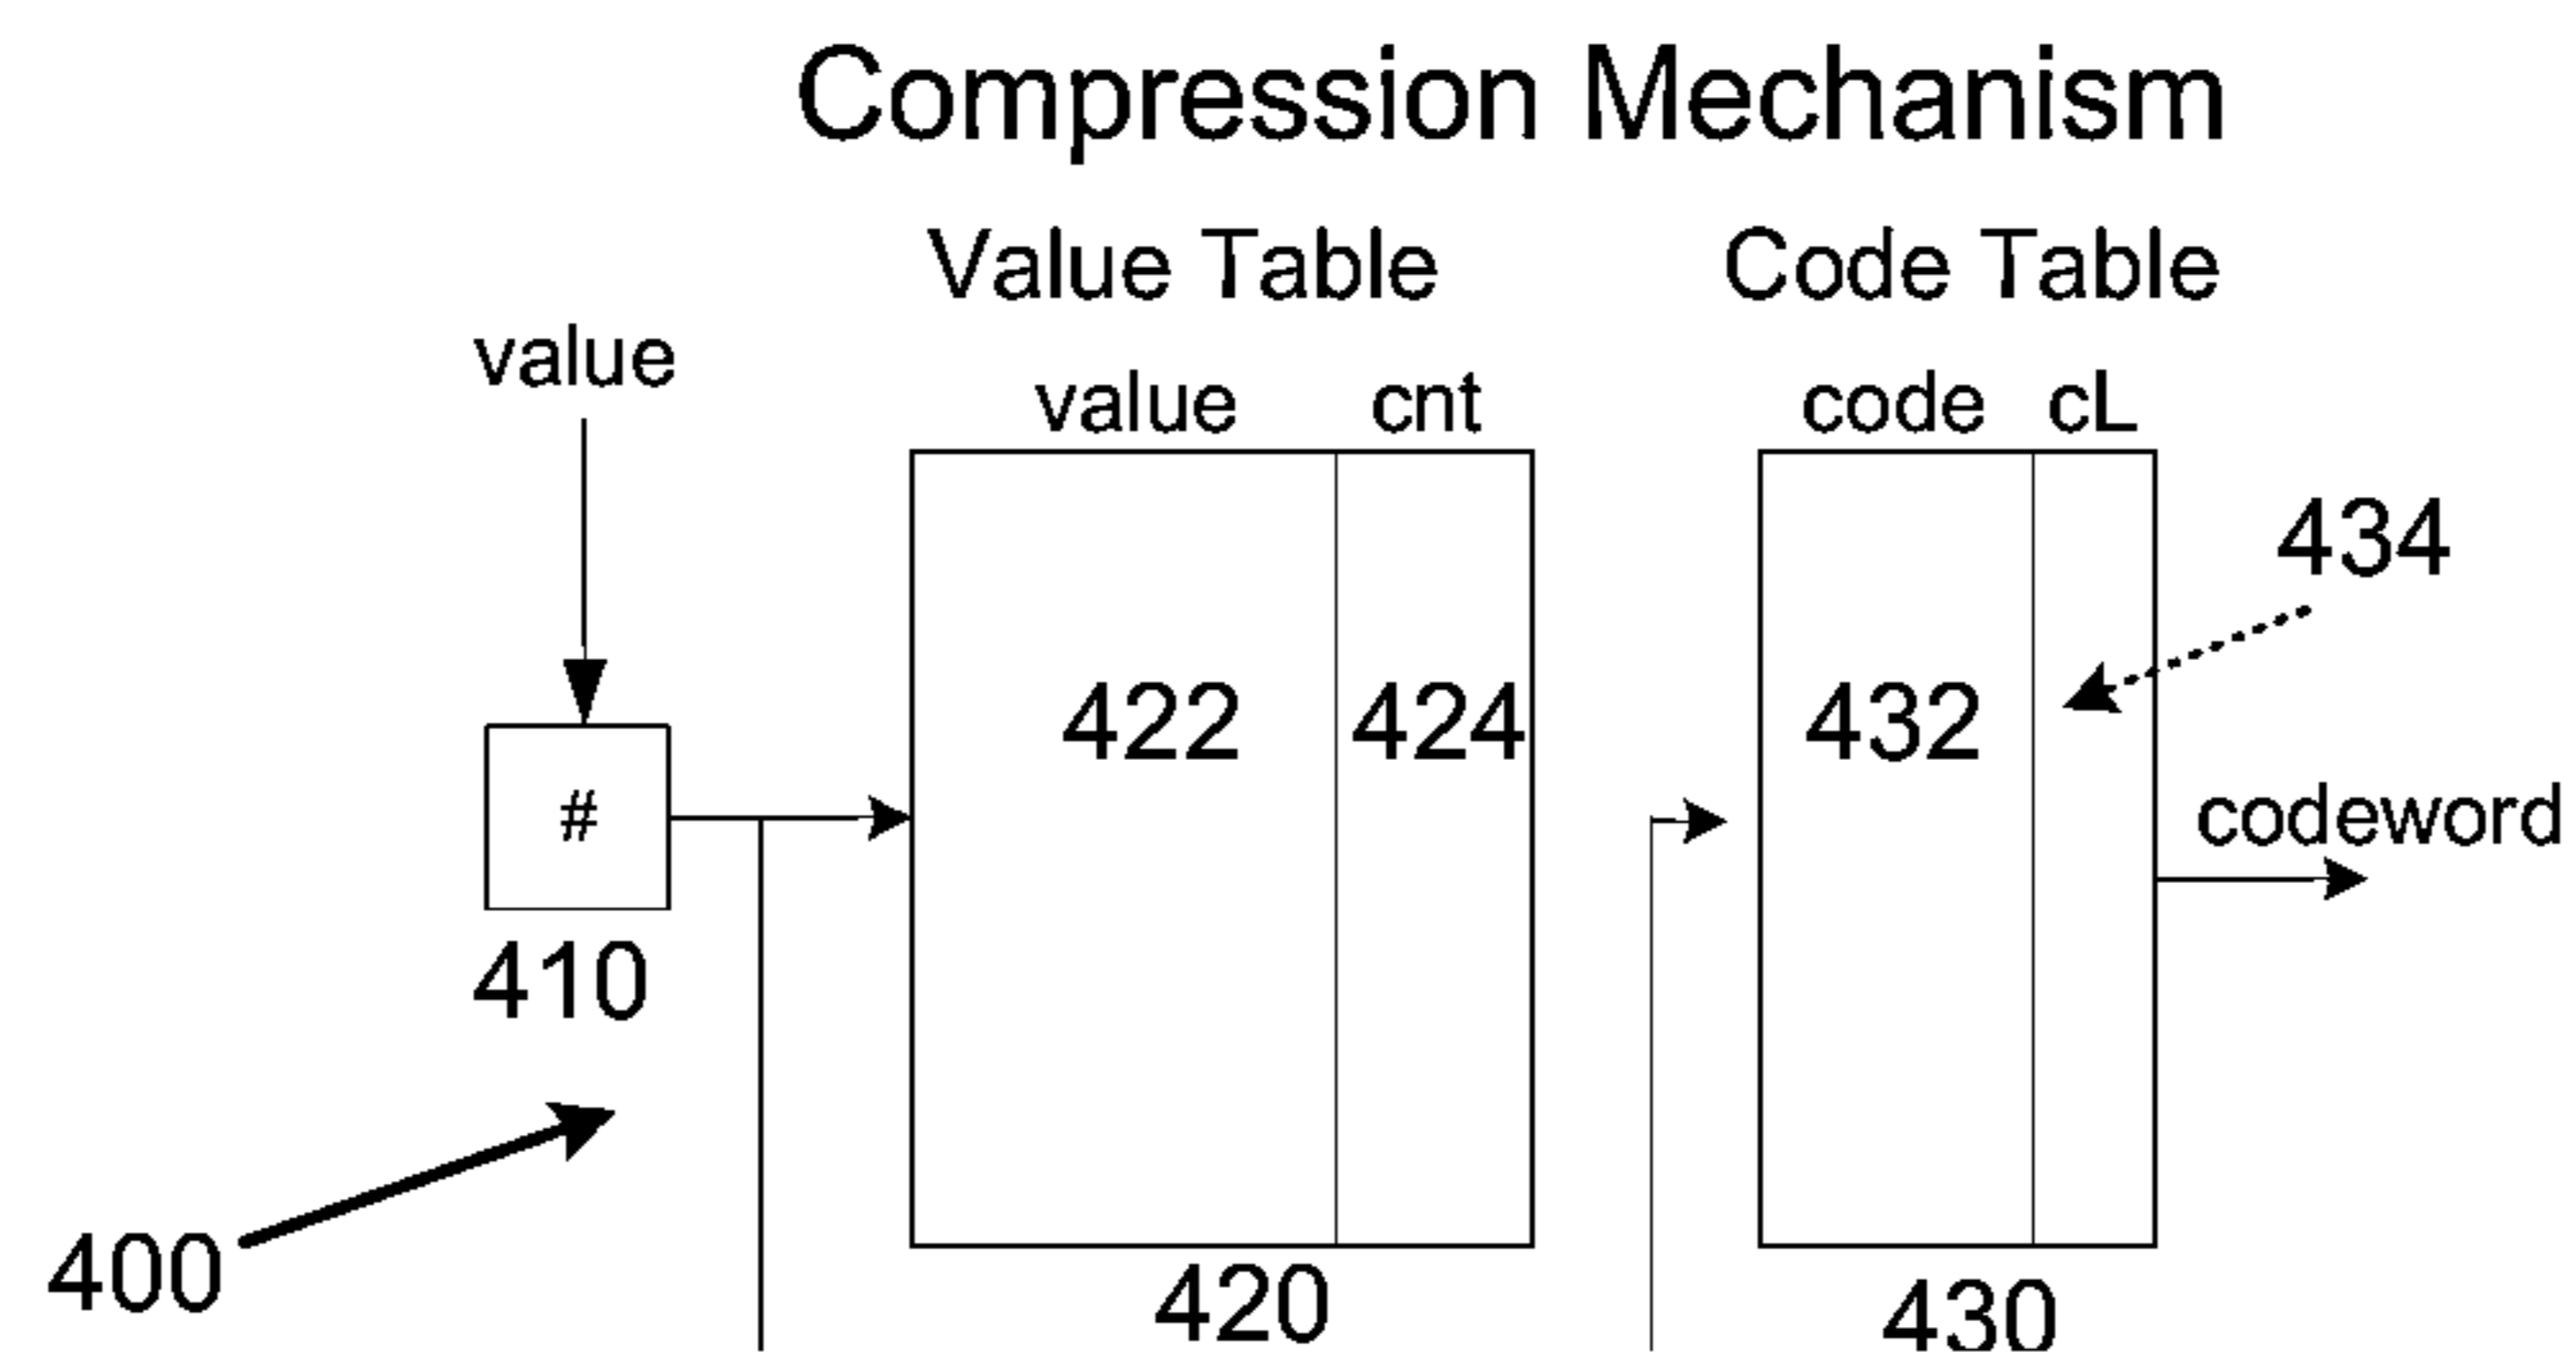 Compression Mechanism
Value Table Code Table
value
value cnt code cL
434
422 424 432
# codeword
410
400
420 430